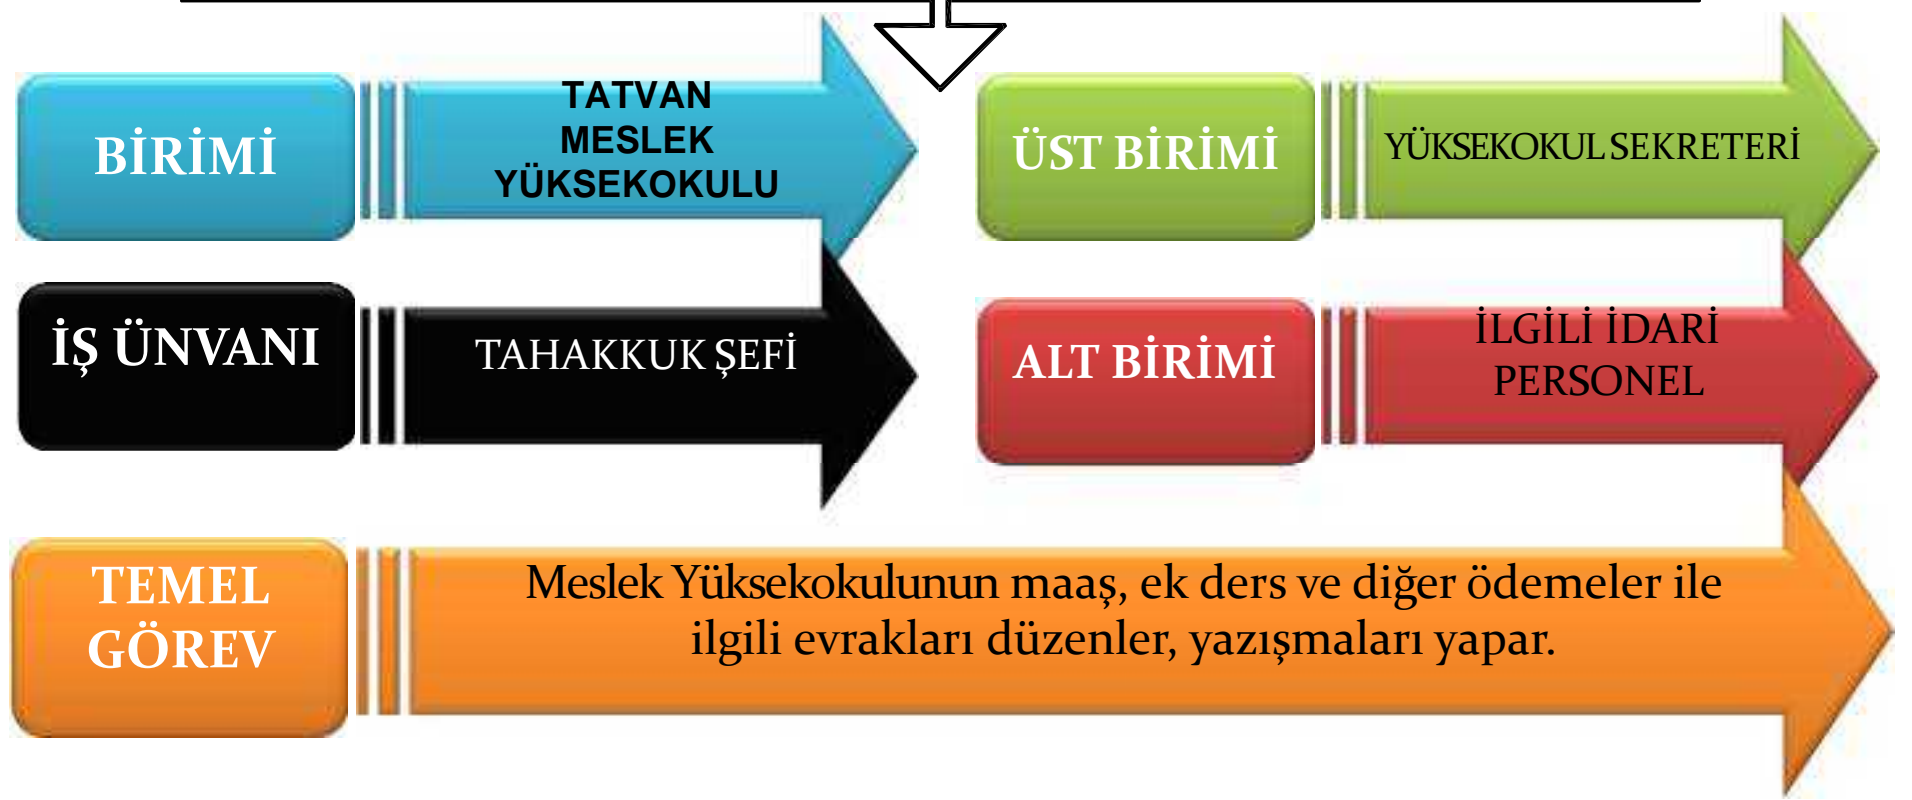 BİRİMİ
TATVAN
MESLEK
YÜKSEKOKULU
ÜST BİRİMİ
YÜKSEKOKUL SEKRETERİ
İŞ ÜNVANI
TAHAKKUK ŞEFİ
ALT BİRİMİ
İLGİLİ İDARİ
PERSONEL
TEMEL
GÖREV
Meslek Yüksekokulunun maaş, ek ders ve diğer ödemeler ile
ilgili evrakları düzenler, yazışmaları yapar.